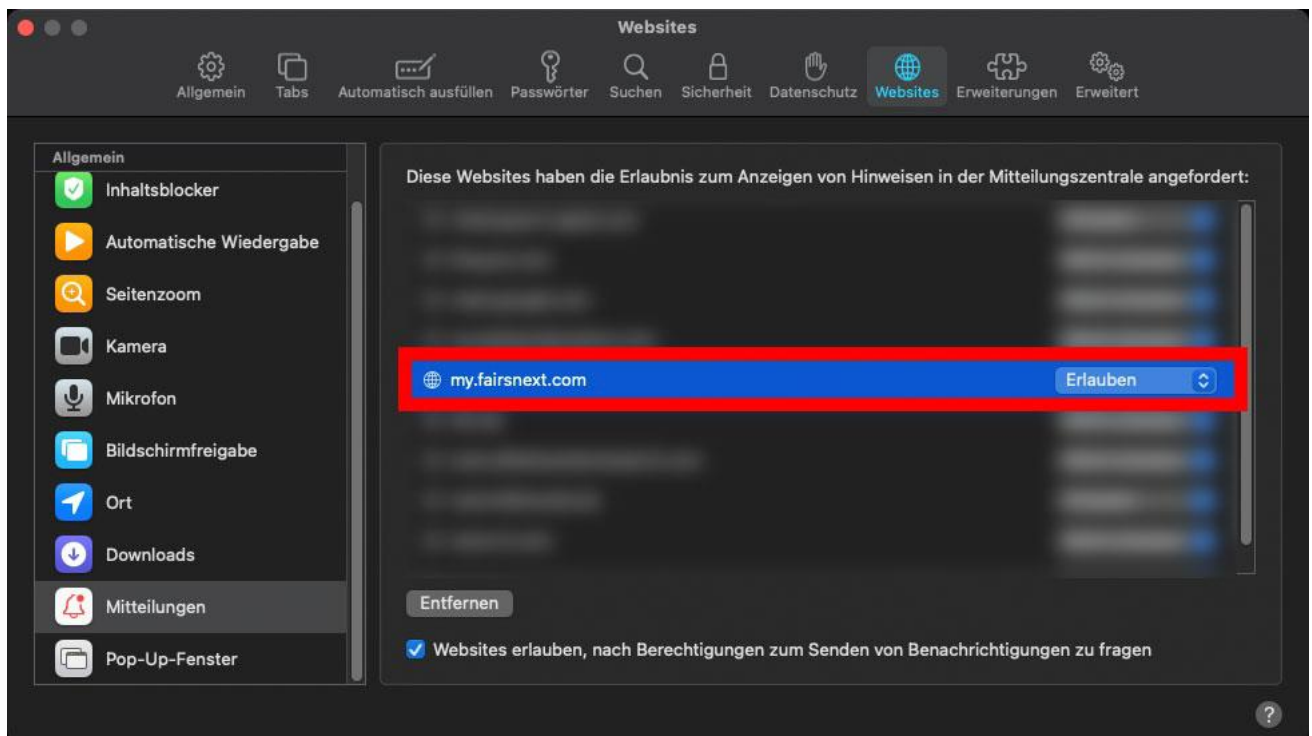 Websites
Allgemein Tabs Automatisch ausfüllen Passwörter Suchen Sicherheit Datenschutz Websites Erweiterungen Erweitert
Allgemein
Inhaltsblocker
Automatische Wiedergabe
Seitenzoom
Kamera
Mikrofon
Bildschirmfreigabe
Ort
Downloads
Mitteilungen
Pop-Up-Fenster
Diese Websites haben die Erlaubnis zum Anzeigen von Hinweisen in der Mitteilungszentrale angefordert:
my.fairsnext.com Erlauben
Entfernen
Websites erlauben, nach Berechtigungen zum Senden von Benachrichtigungen zu fragen
?